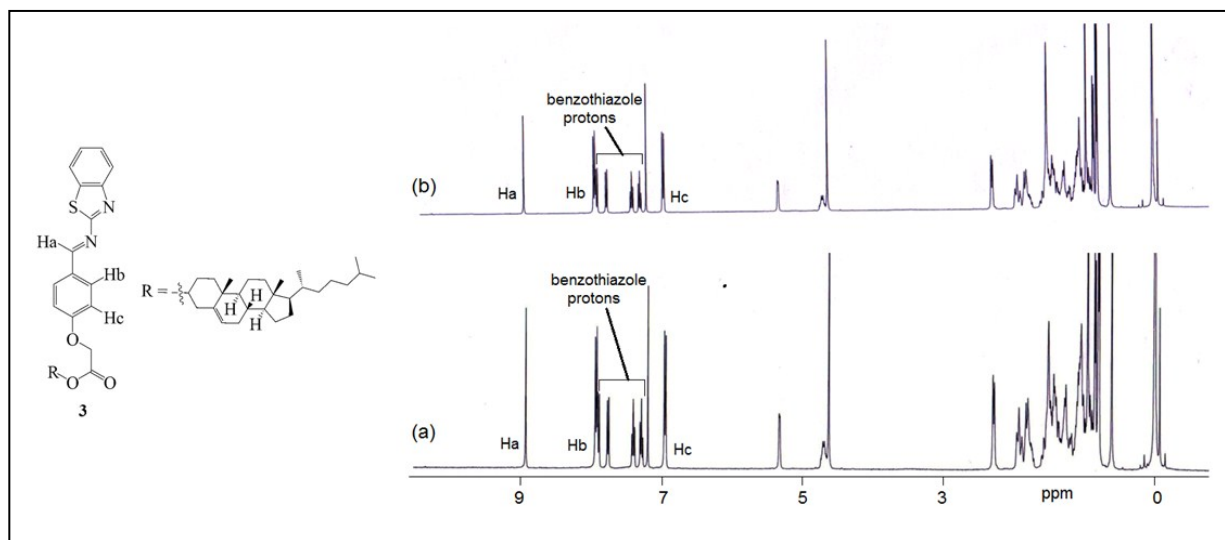 (b)
benzothiazole
protons
Ha
Hb
Hc
(a)
benzothiazole
protons
Ha
Hb
Hc
9
7
5
3
ppm
0
S
N
Ha
N
Hb
Hc
O
R
O
O
3
R =
H
H
H